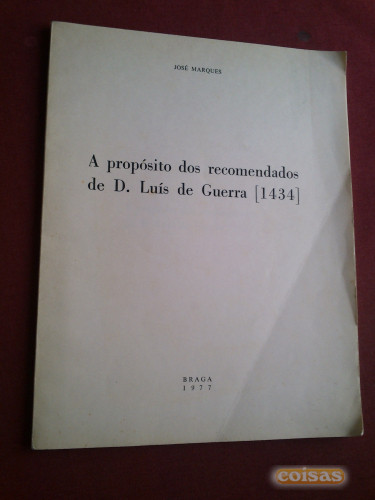 JOSÉ MARQUES
A propósito dos recomendados
de D. Luís de Guerra [1434]
BRAGA
1977
coisas